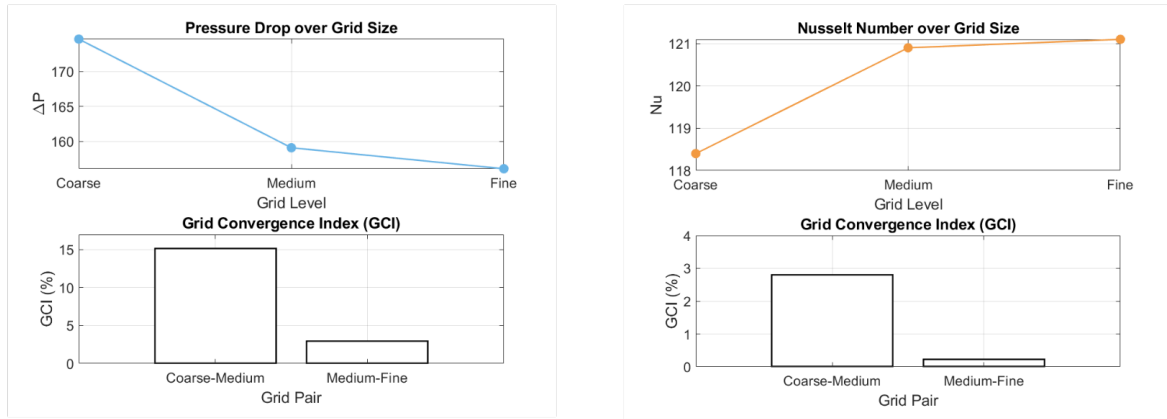 Pressure Drop over Grid Size
170
165
160
ΔP
Coarse
Medium
Fine
Grid Level
Grid Convergence Index (GCI)
15
10
5
0
GCI (%)
Coarse-Medium
Medium-Fine
Grid Pair
Nusselt Number over Grid Size
121
120
119
118
Nu
Coarse
Medium
Fine
Grid Level
Grid Convergence Index (GCI)
4
3
2
1
0
GCI (%)
Coarse-Medium
Medium-Fine
Grid Pair